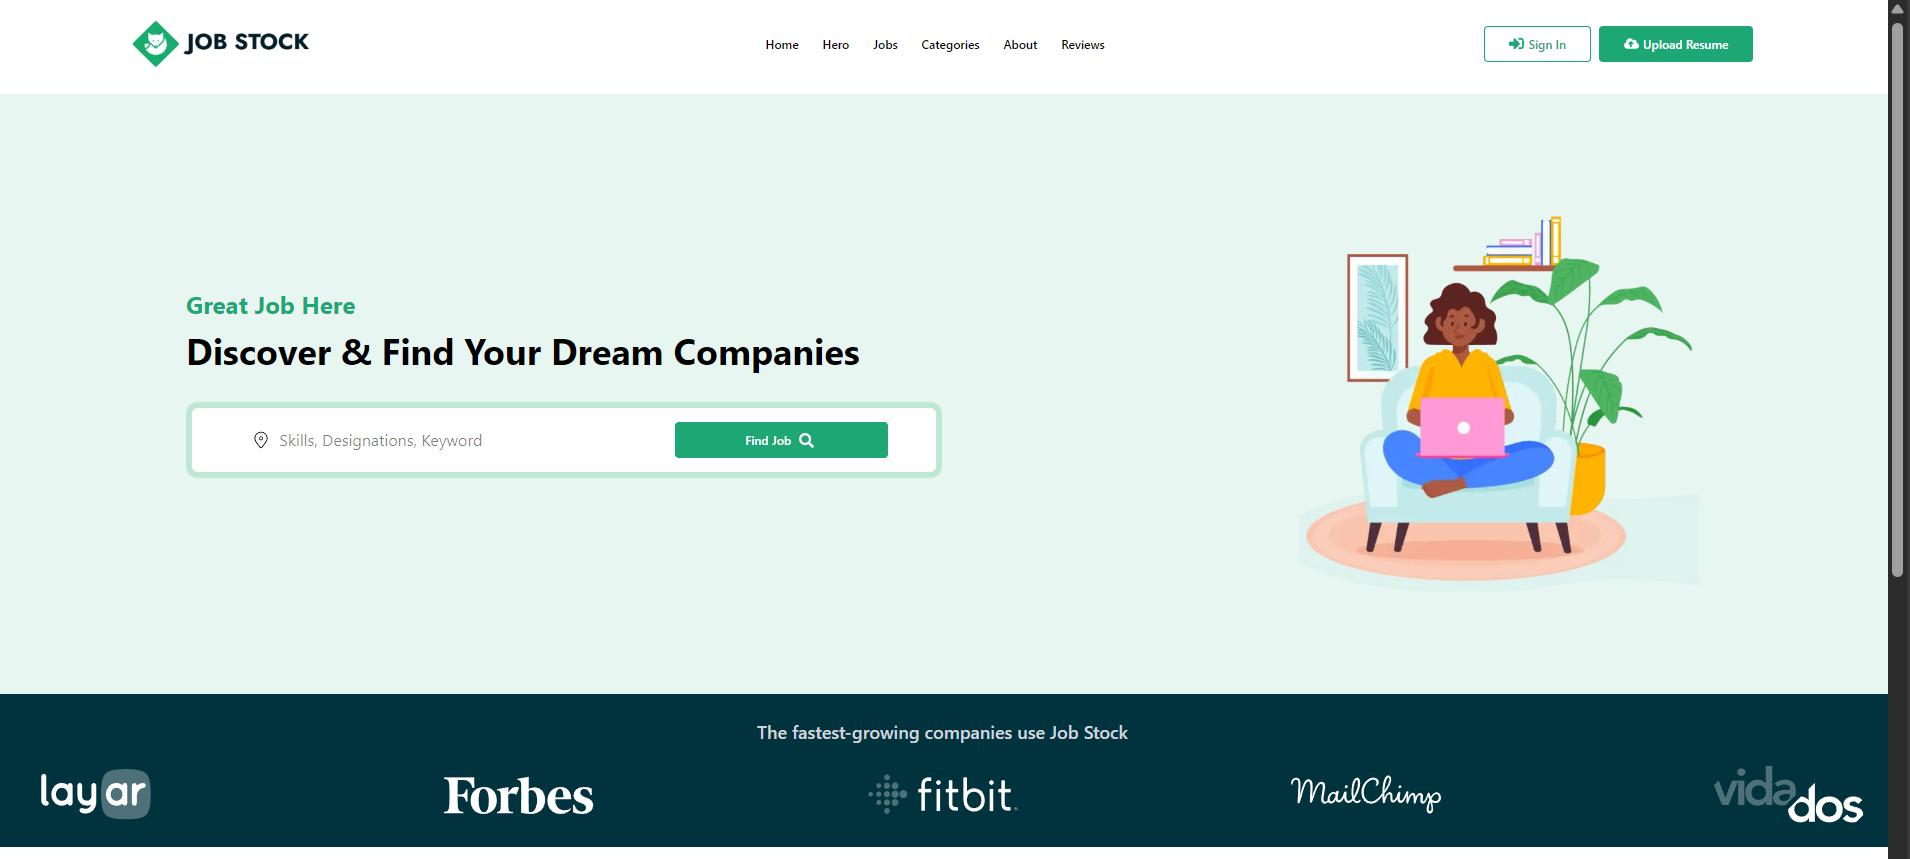 JOB STOCK
Home Hero Jobs Categories About Reviews
Sign In
Upload Resume
Great Job Here
Discover & Find Your Dream Companies
Skills, Designations, Keyword
Find Job
The fastest-growing companies use Job Stock
layar
Forbes
fitbit.
MailChimp
vidados